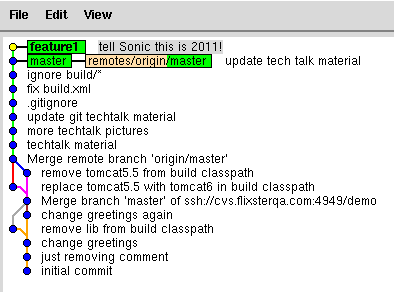 File Edit View
feature1 tell Sonic this is 2011!
master remotes/origin/master update tech talk material
ignore build/*
fix build.xml
.gitignore
update git techtalk material
more techtalk pictures
techtalk material
Merge remote branch 'origin/master'
remove tomcat5.5 from build classpath
replace tomcat5.5 with tomcat6 in build classpath
Merge branch 'master' of ssh://cvs.flixsterqa.com:4949/demo
change greetings again
remove lib from build classpath
change greetings
just removing comment
initial commit